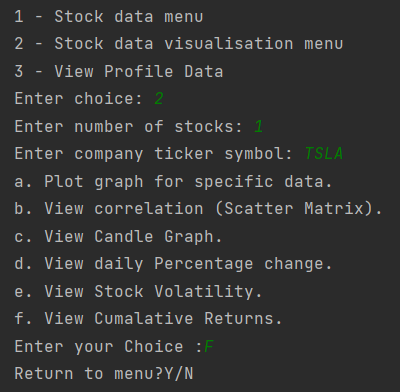 1 - Stock data menu
2 - Stock data visualisation menu
3 - View Profile Data
Enter choice: 2
Enter number of stocks: 1
Enter company ticker symbol: TSLA
a. Plot graph for specific data.
b. View correlation (Scatter Matrix).
c. View Candle Graph.
d. View daily Percentage change.
e. View Stock Volatility.
f. View Cumalative Returns.
Enter your Choice :F
Return to menu?Y/N